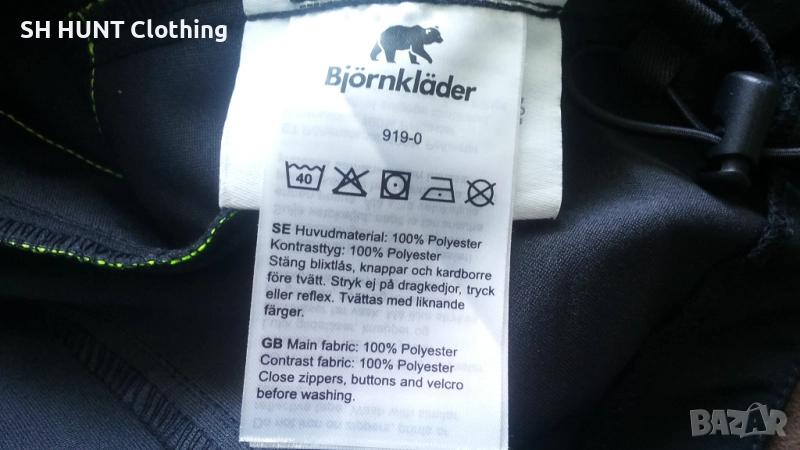 SH HUNT Clothing
Björnkläder
919-0
40
SE Huvudmaterial: 100% Polyester
Kontrasttyg: 100% Polyester
Stäng blixtlås, knappar och kardborre
före tvätt. Stryk ej på dragkedjor, tryck
eller reflex. Tvättas med liknande
färger.
GB Main fabric: 100% Polyester
Contrast fabric: 100% Polyester
Close zippers, buttons and velcro
before washing.
BAZAR